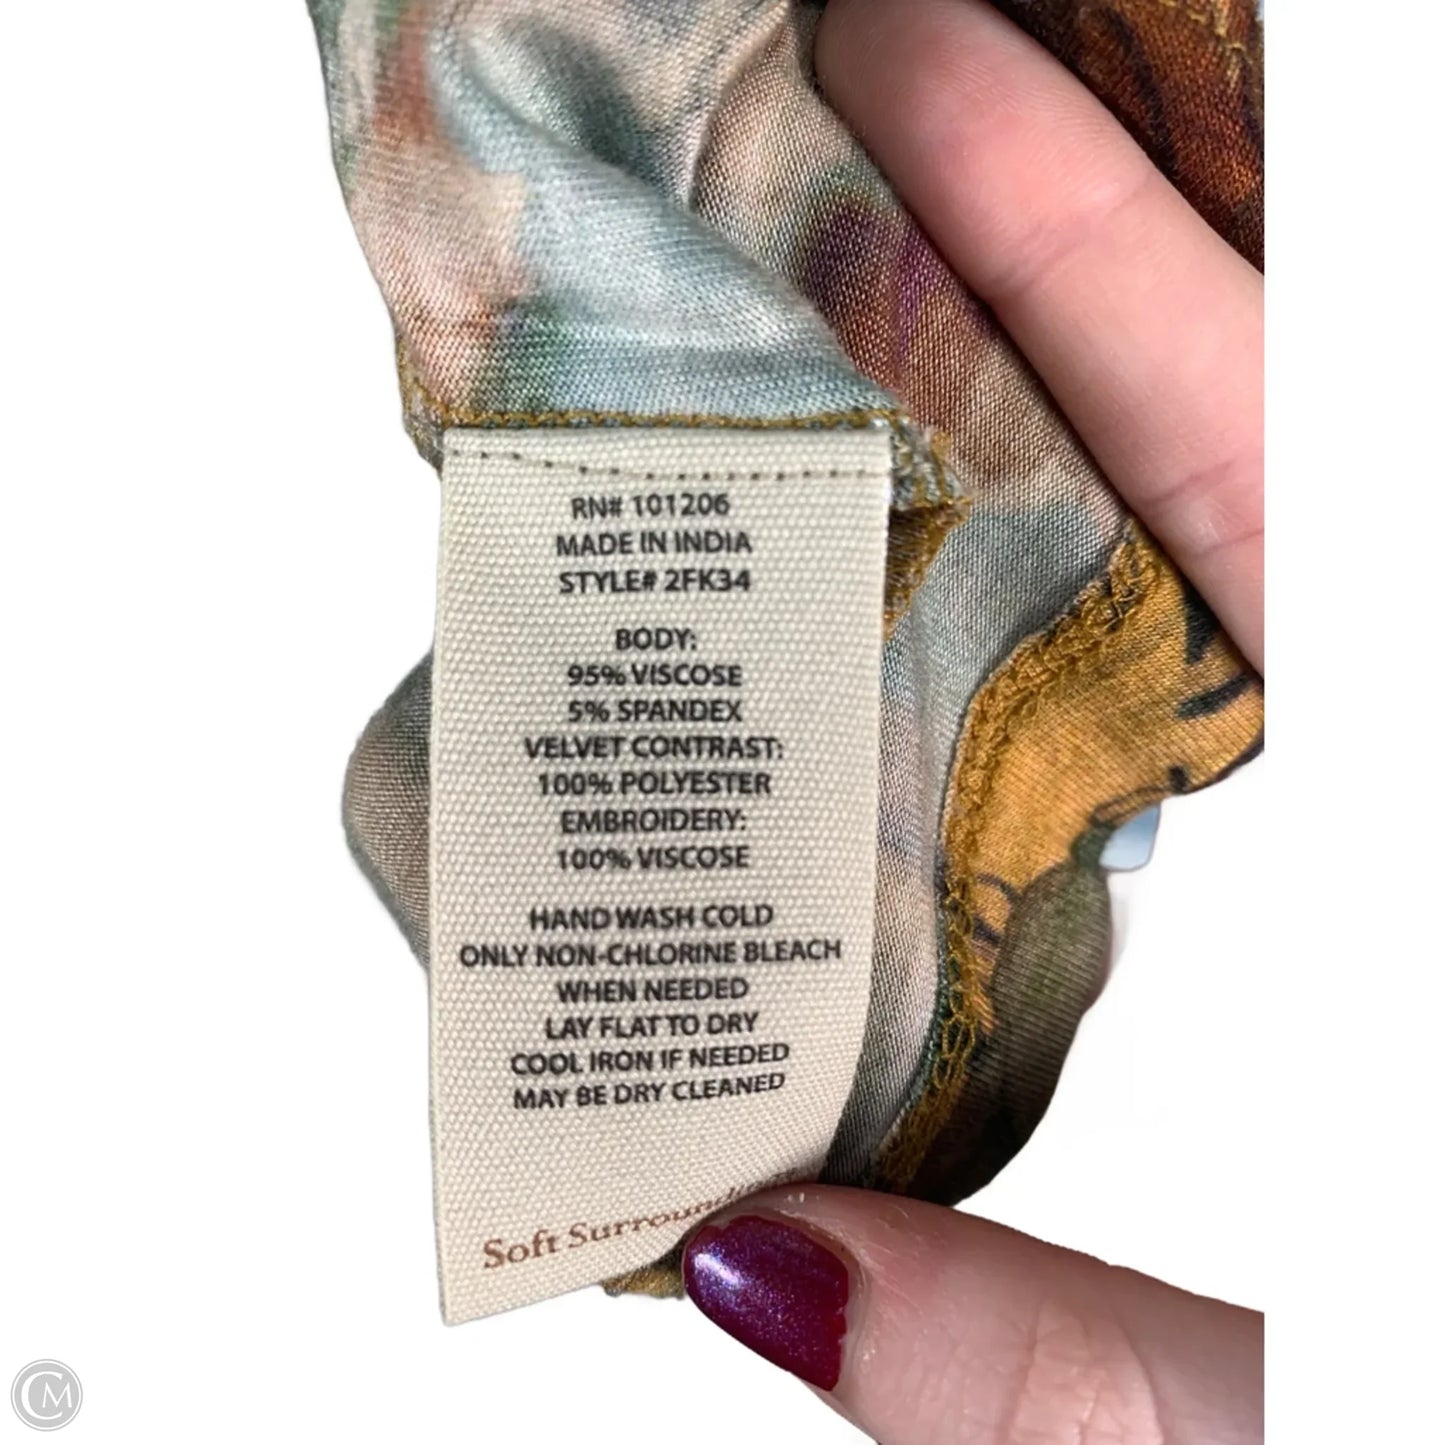 RN# 101206
MADE IN INDIA
STYLE# 2FK34
BODY:
95% VISCOSE
5% SPANDEX
VELVET CONTRAST:
100% POLYESTER
EMBROIDERY:
100% VISCOSE
HAND WASH COLD
ONLY NON-CHLORINE BLEACH
WHEN NEEDED
LAY FLAT TO DRY
COOL IRON IF NEEDED
MAY BE DRY CLEANED
Soft
CM